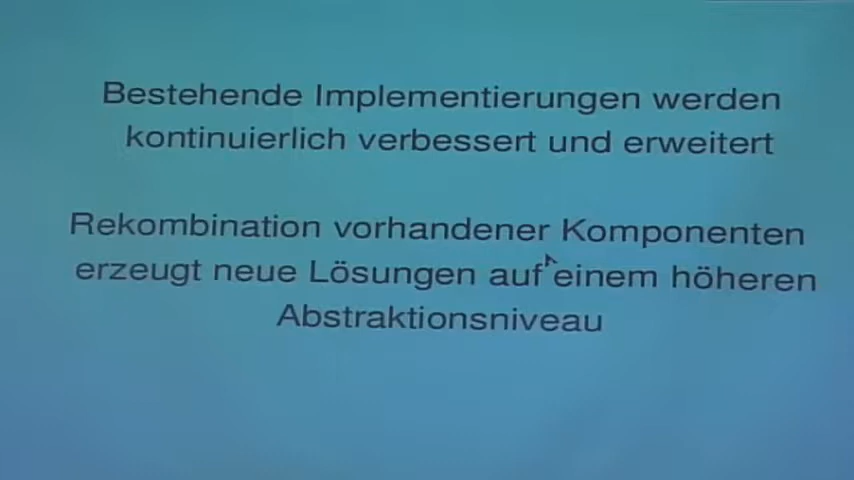 Bestehende Implementierungen werden
kontinuierlich verbessert und erweitert
Rekombination vorhandener Komponenten
erzeugt neue Lösungen auf einem höheren
Abstraktionsniveau